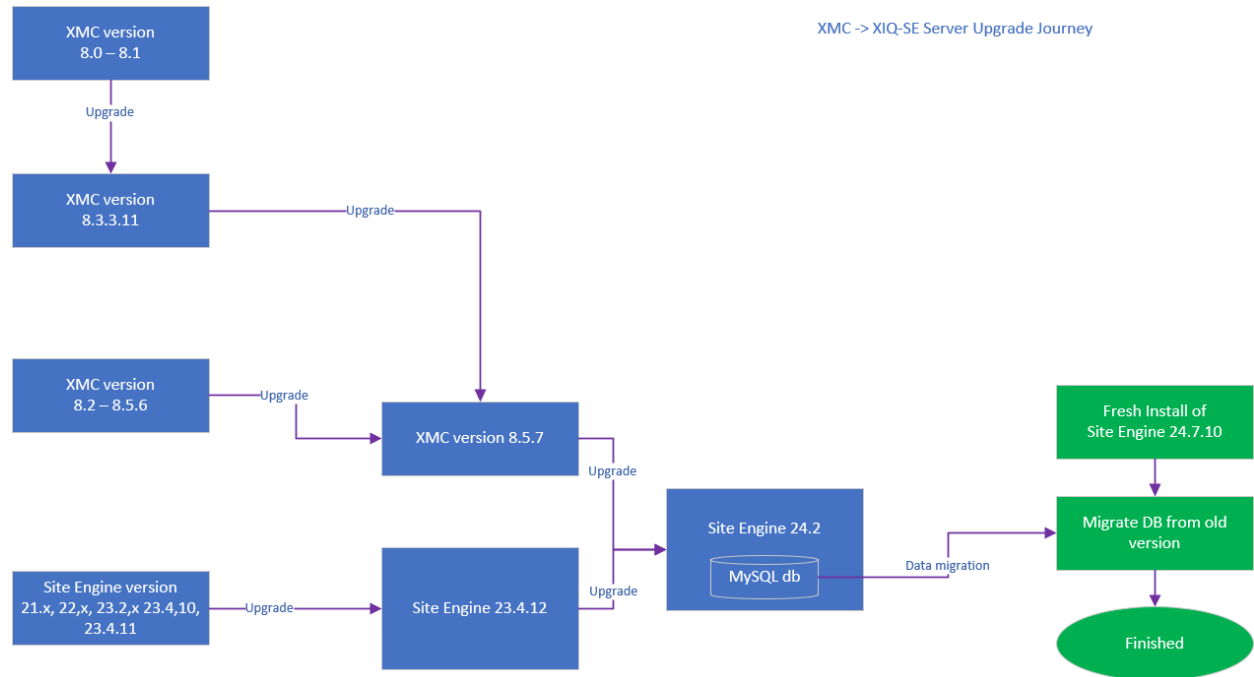 XMC version
8.0 – 8.1
XMC -> XIQ-SE Server Upgrade Journey
Upgrade
XMC version
8.3.3.11
Upgrade
XMC version
8.2 – 8.5.6
Upgrade
XMC version 8.5.7
Fresh Install of
Site Engine 24.7.10
Upgrade
Site Engine 24.2
MySQL db
Migrate DB from old
version
Data migration
Site Engine version
21.x, 22,x, 23.2,x 23.4,10,
23.4.11
Upgrade
Site Engine 23.4.12
Upgrade
Finished